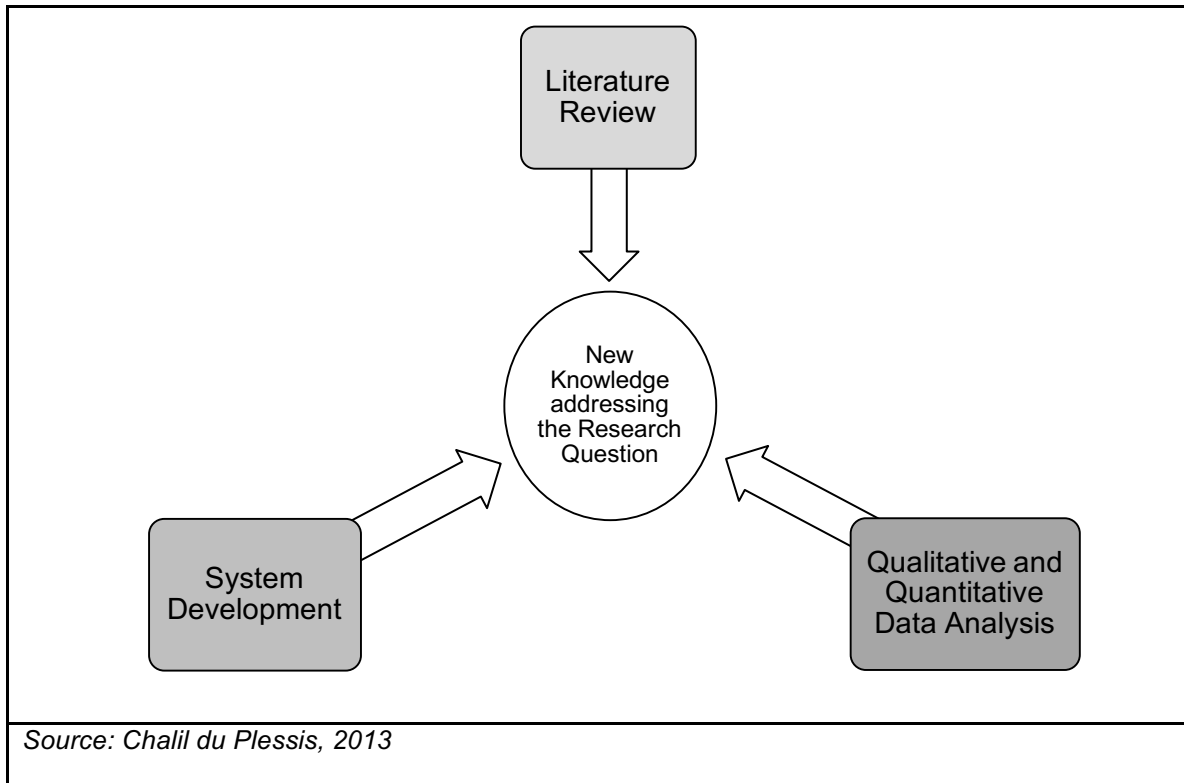 Literature
Review
New
Knowledge
addressing
the Research
Question
System
Development
Qualitative and
Quantitative
Data Analysis
Source: Chalil du Plessis, 2013